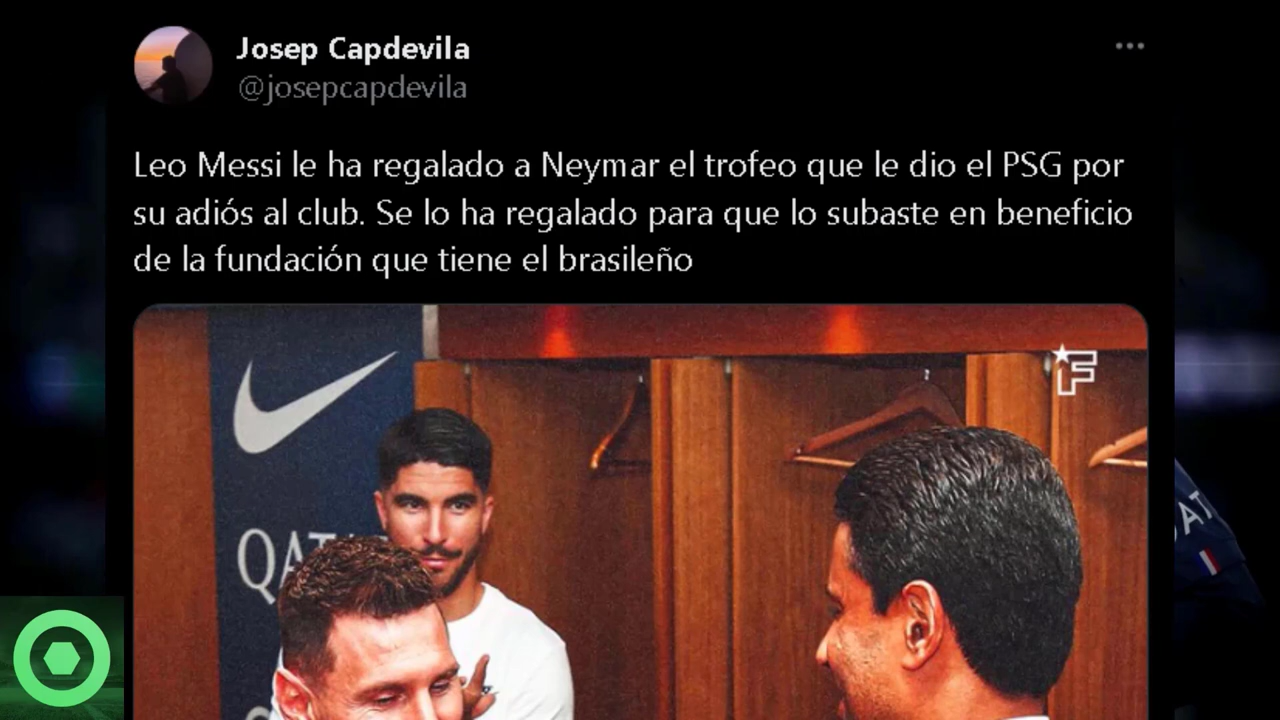 Josep Capdevila
@josepcapdevila
Leo Messi le ha regalado a Neymar el trofeo que le dio el PSG por
su adiós al club. Se lo ha regalado para que lo subaste en beneficio
de la fundación que tiene el brasileño
F